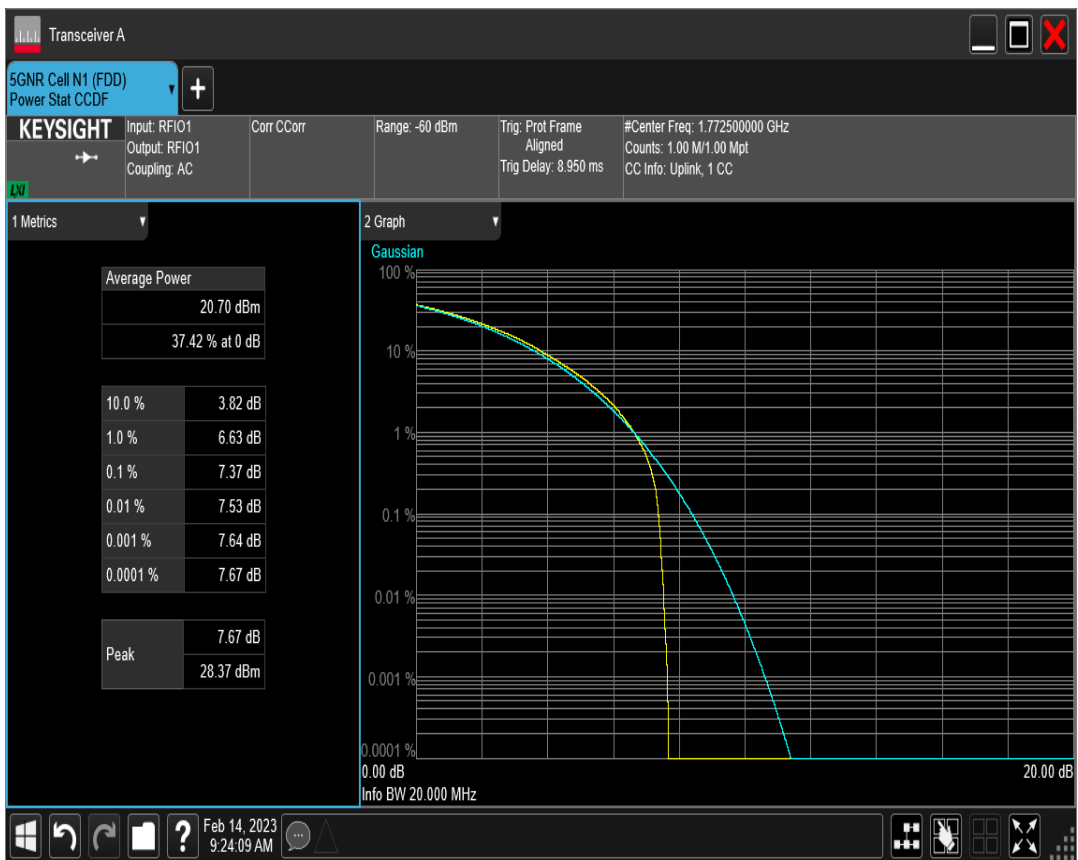 Transceiver A
5GNR Cell N1 (FDD)
Power Stat CCDF
+
KEYSIGHT
LXI
Input: RFIO1
Output: RFIO1
Coupling: AC
Corr CCorr
Range: -60 dBm
Trig: Prot Frame
Aligned
Trig Delay: 8.950 ms
#Center Freq: 1.772500000 GHz
Counts: 1.00 M/1.00 Mpt
CC Info: Uplink, 1 CC
1 Metrics
Average Power
20.70 dBm
37.42 % at 0 dB
10.0 % 3.82 dB
1.0 % 6.63 dB
0.1 % 7.37 dB
0.01 % 7.53 dB
0.001 % 7.64 dB
0.0001 % 7.67 dB
Peak
7.67 dB
28.37 dBm
2 Graph
Gaussian
100 %
10 %
1 %
0.1 %
0.01 %
0.001 %
0.0001 %
0.00 dB 20.00 dB
Info BW 20.000 MHz
?
Feb 14, 2023
9:24:09 AM